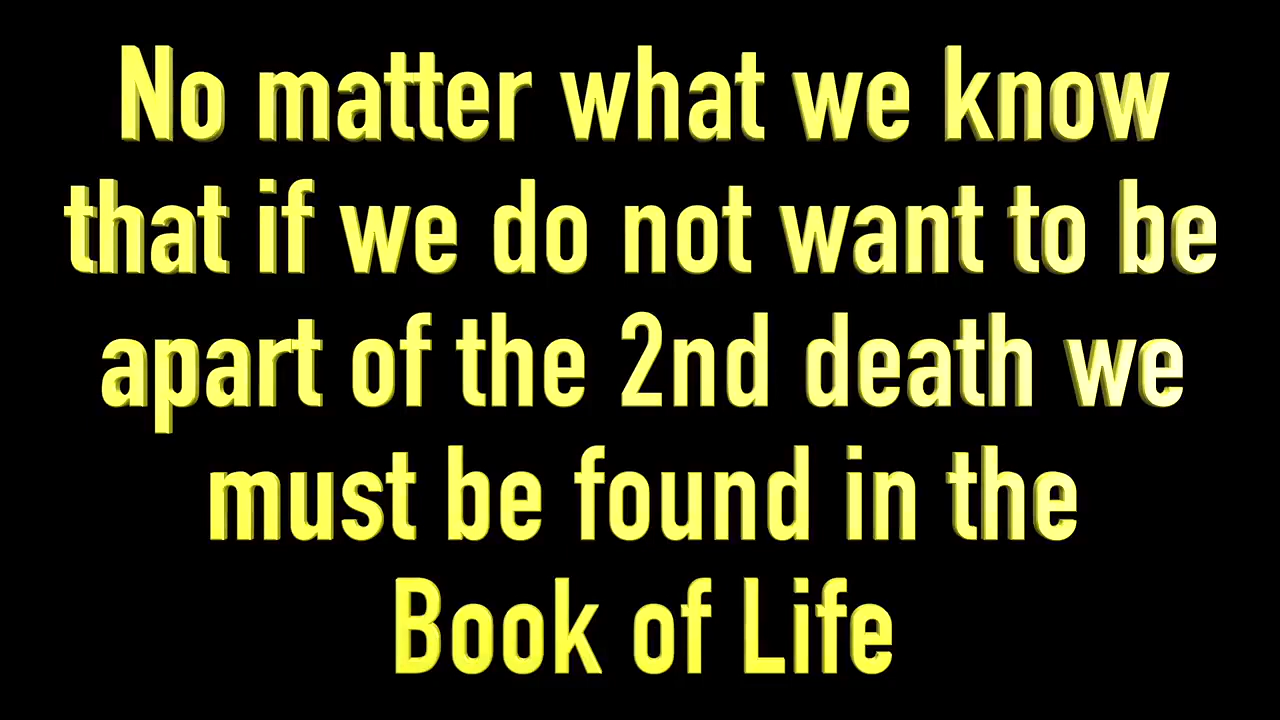 No matter what we know
that if we do not want to be
apart of the 2nd death we
must be found in the
Book of Life